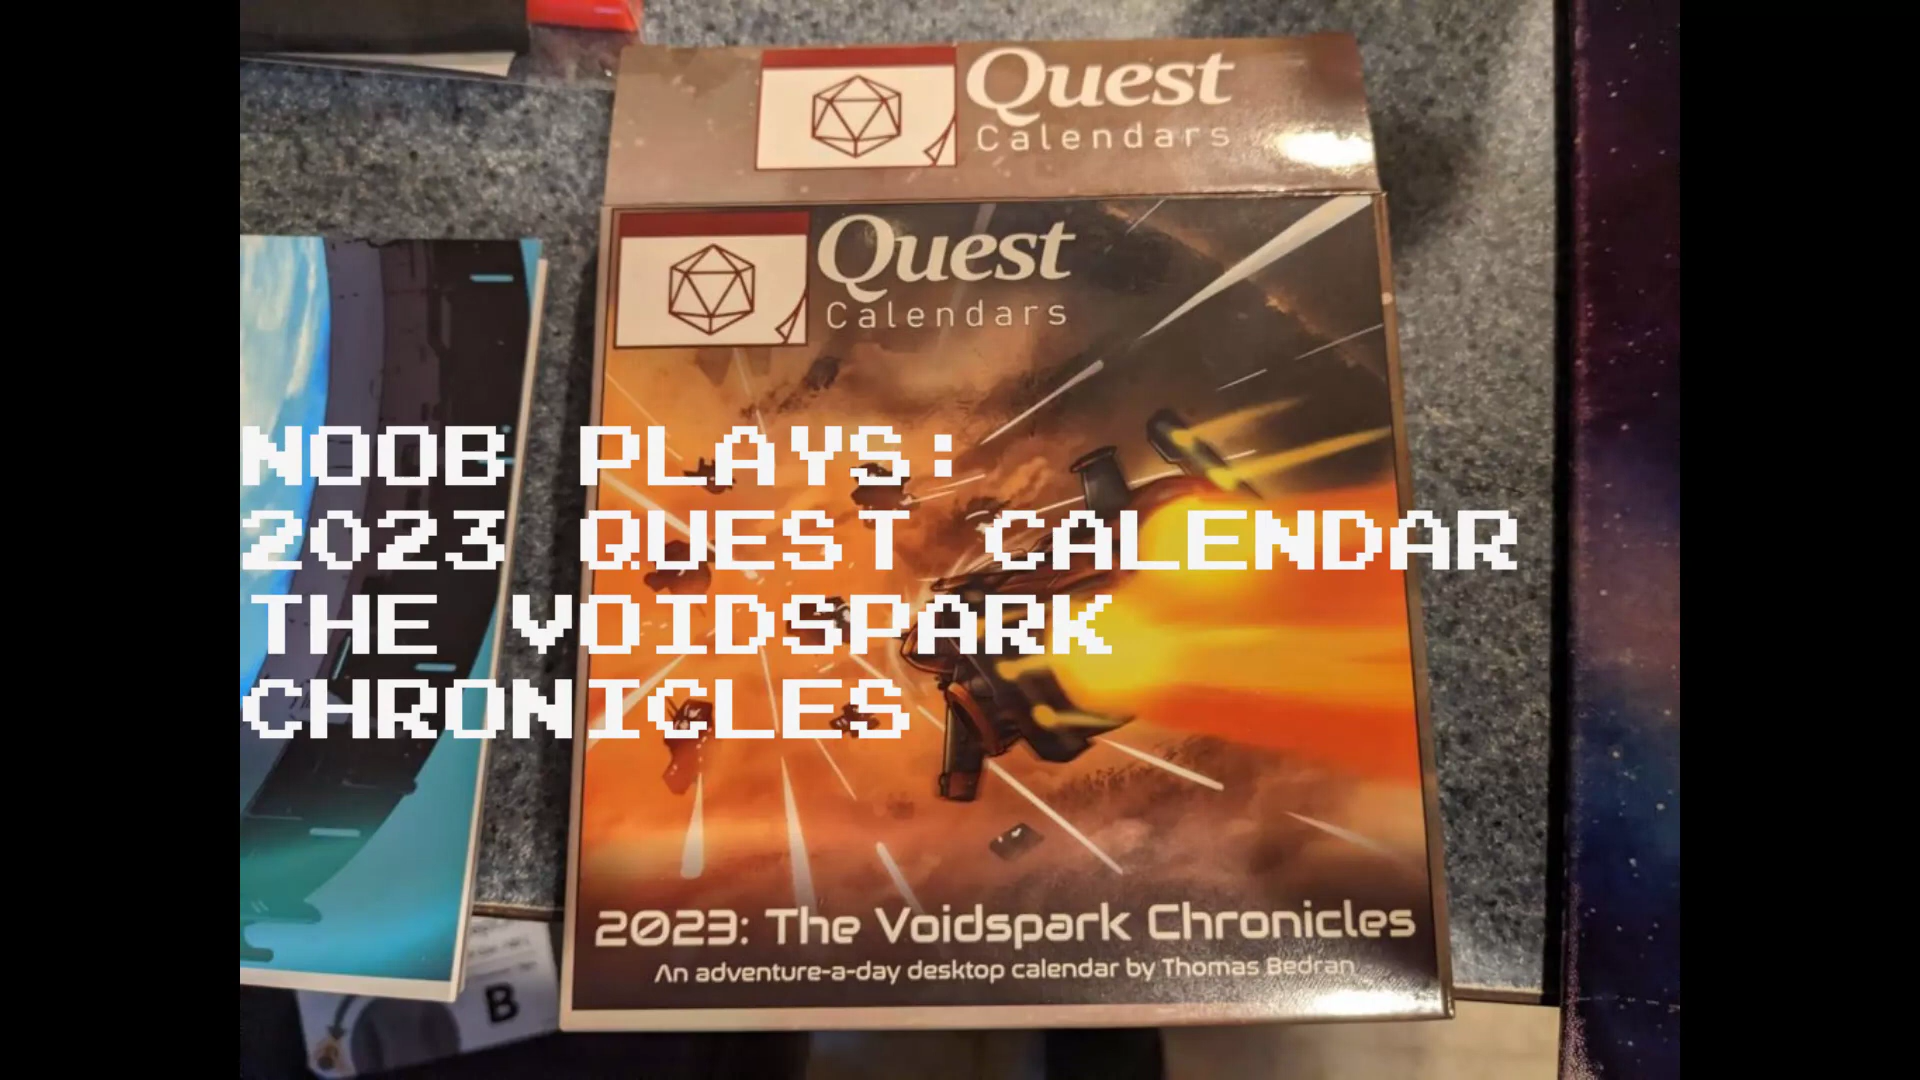 Quest
Calendars
Quest
Calendars
NOOB PLAYS:
2023 QUEST CALENDAR
THE VOIDSPARK
CHRONICLES
2023: The Voidspark Chronicles
An adventure-a-day desktop calendar by Thomas Bedran
B